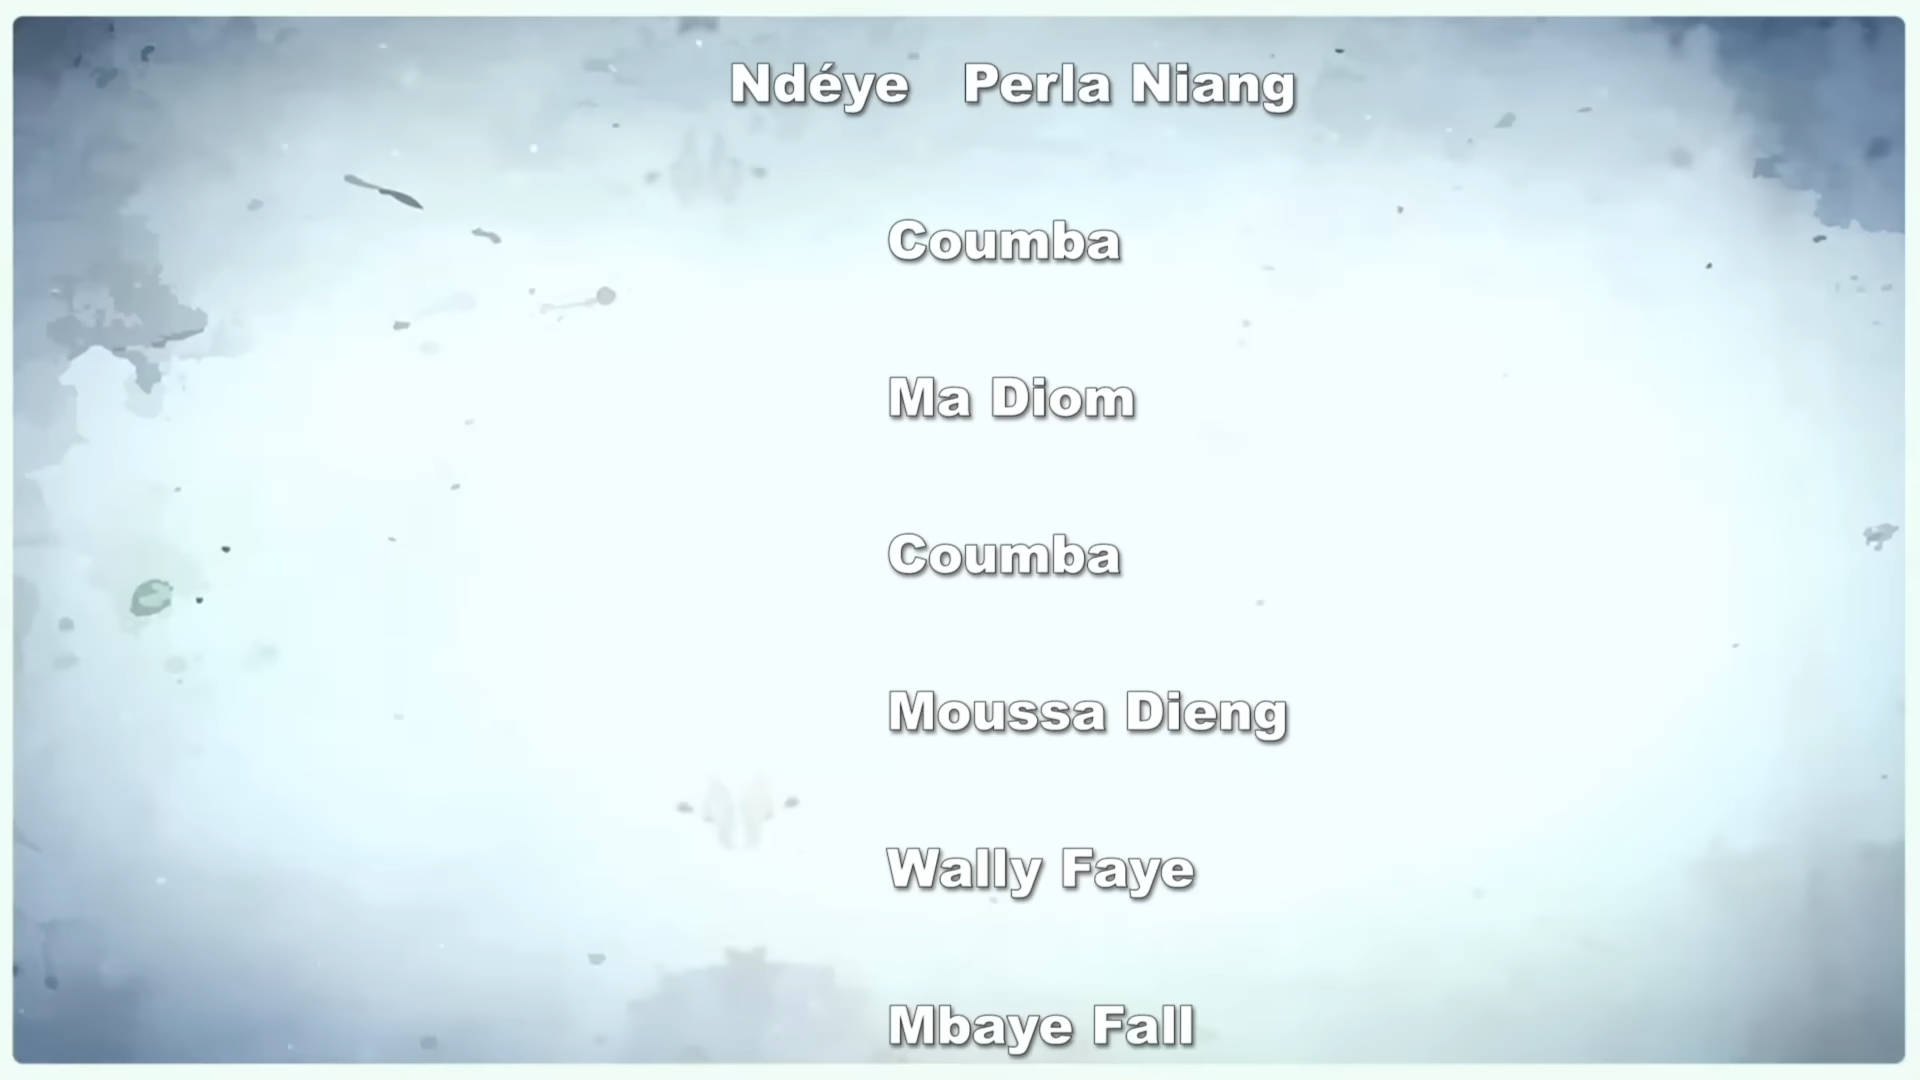 Ndéye Perla Niang
Coumba
Ma Diom
Coumba
Moussa Dieng
Wally Faye
Mbaye Fall